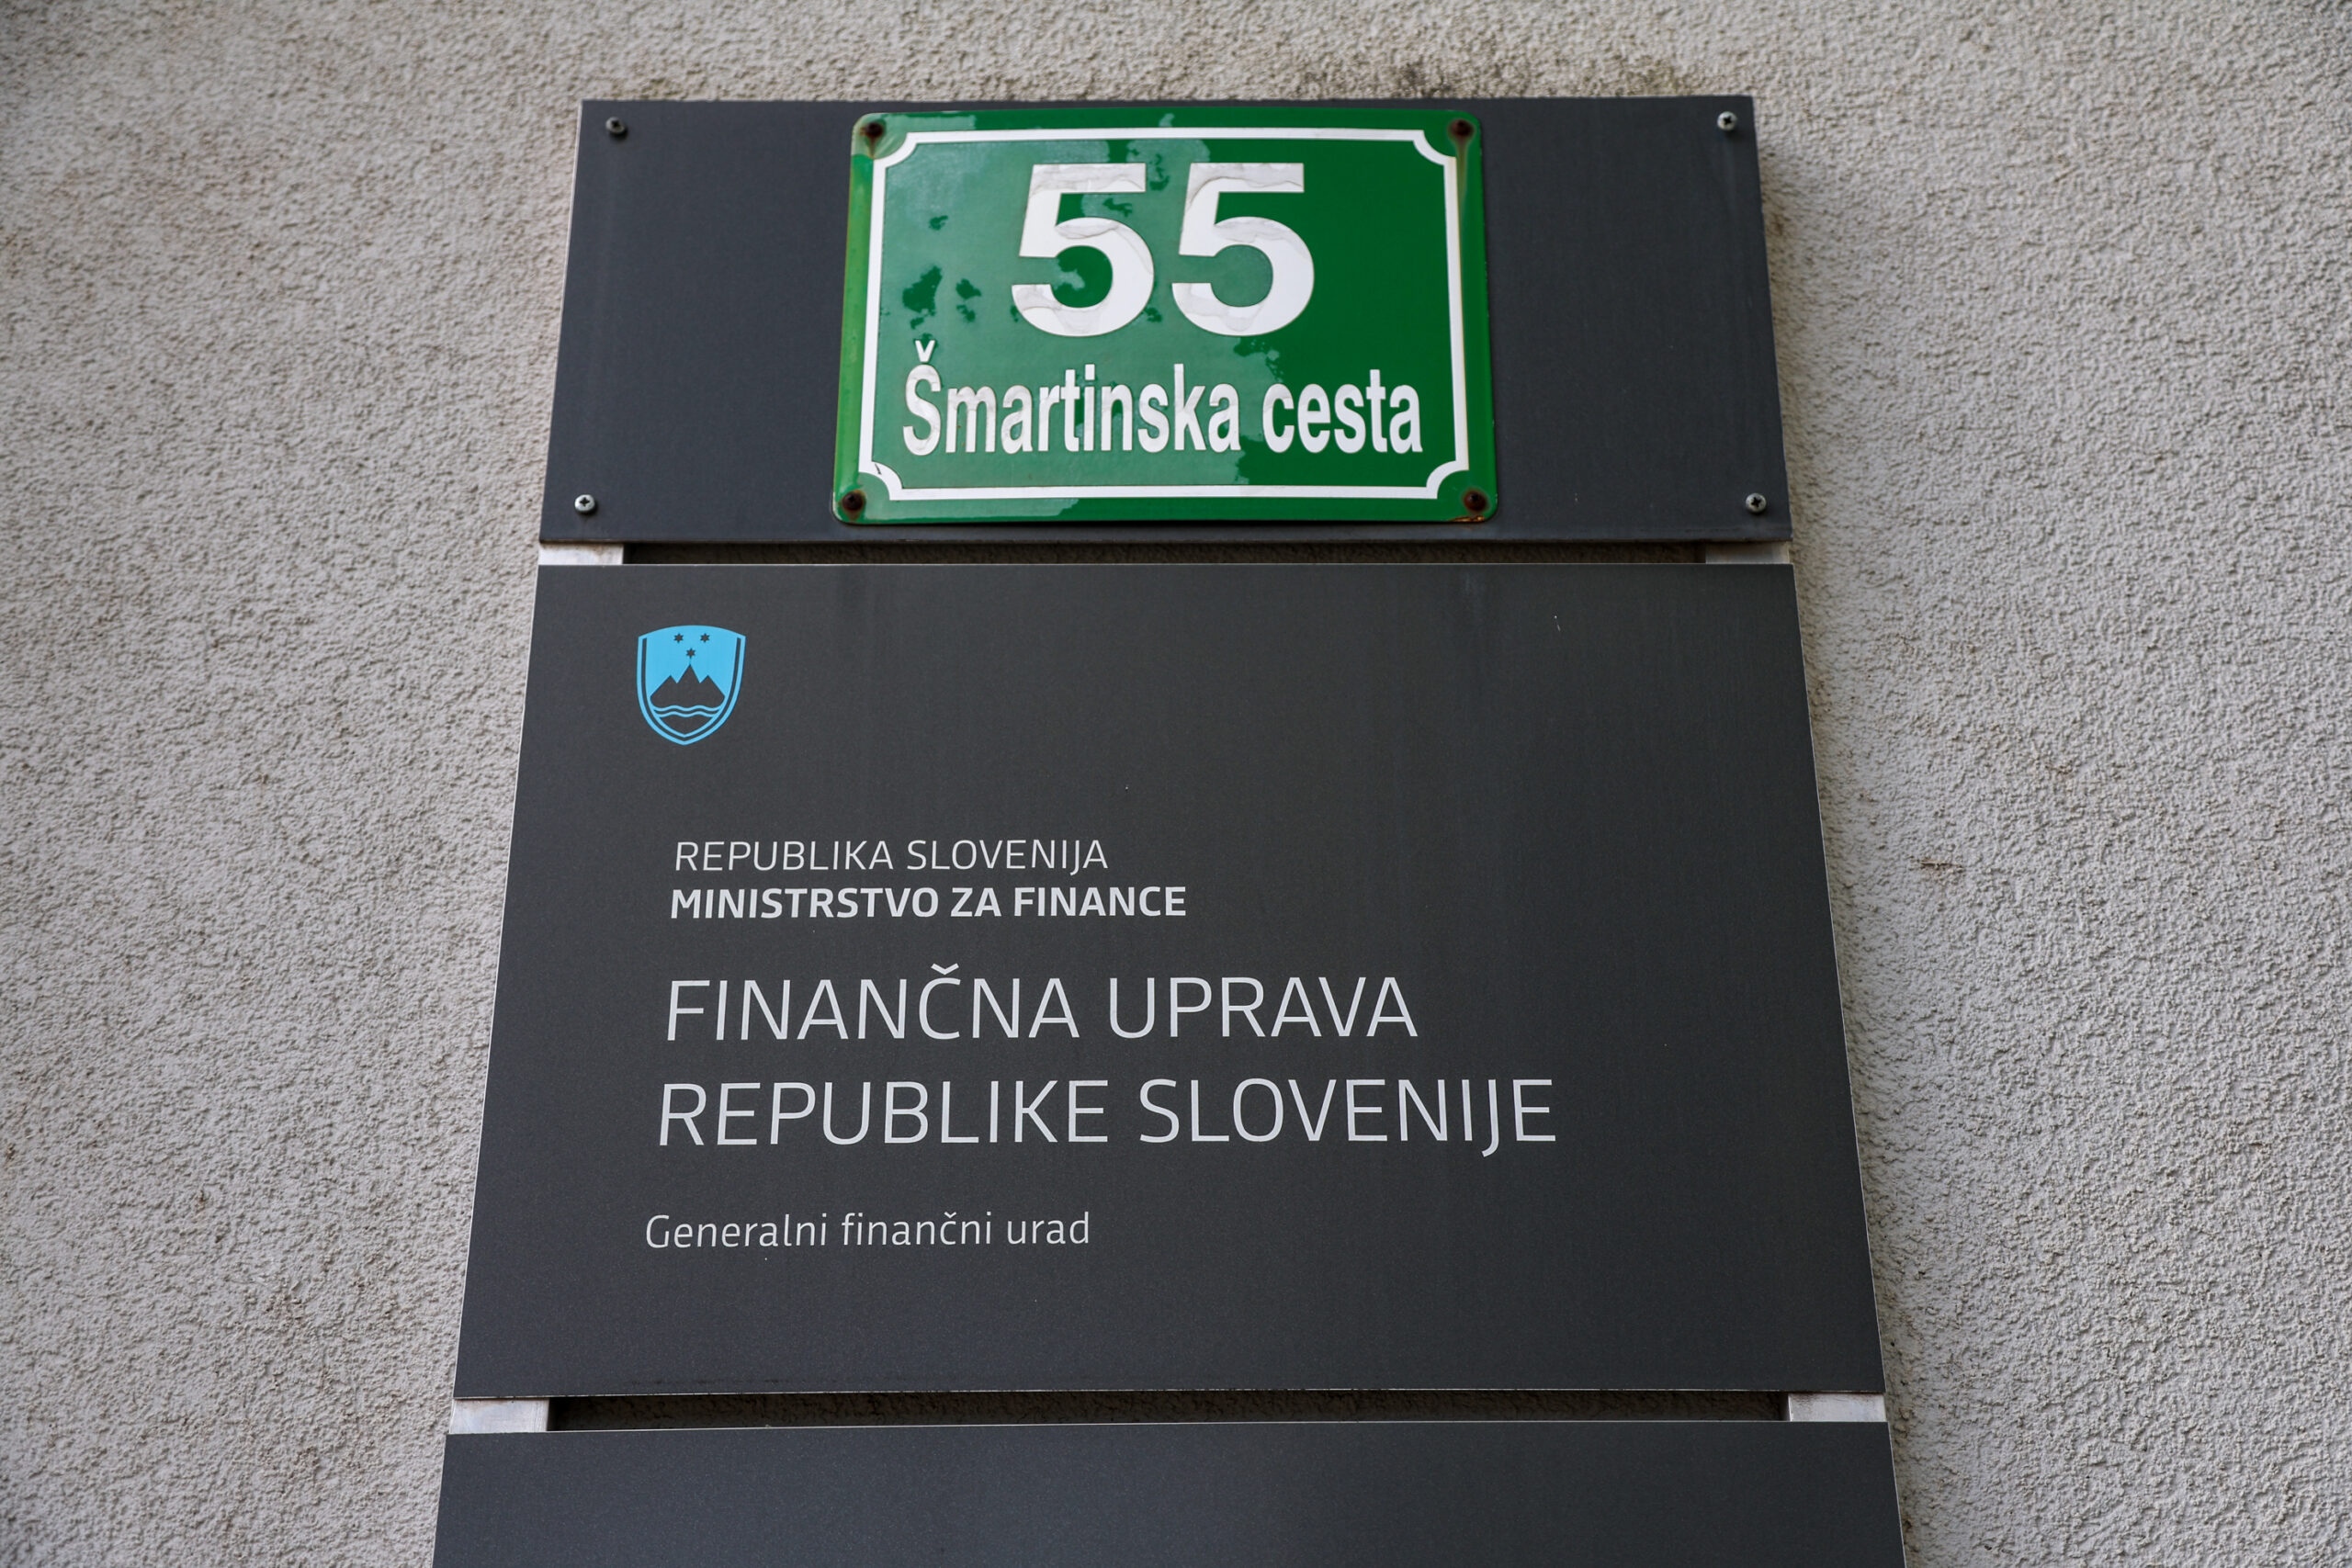 55
Šmartinska cesta
REPUBLIKA SLOVENIJA
MINISTRSTVO ZA FINANCE
FINANČNA UPRAVA
REPUBLIKE SLOVENIJE
Generalni finančni urad